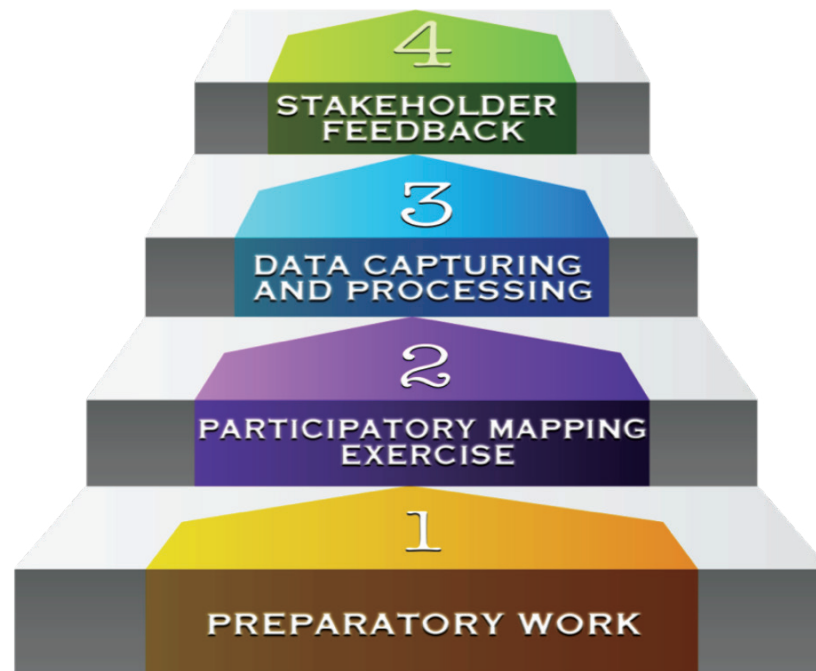 4
STAKEHOLDER
FEEDBACK
3
DATA CAPTURING
AND PROCESSING
2
PARTICIPATORY MAPPING
EXERCISE
1
PREPARATORY WORK